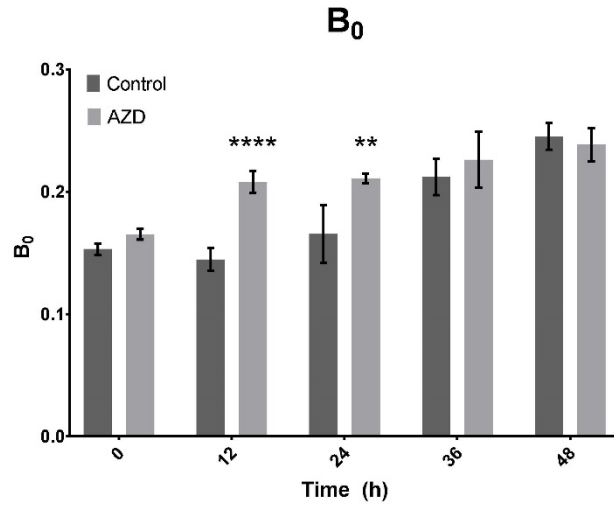 B₀
0.3
Control
AZD
**** **
0.2
B₀
0.1
0.0
0 12 24 36 48
Time (h)